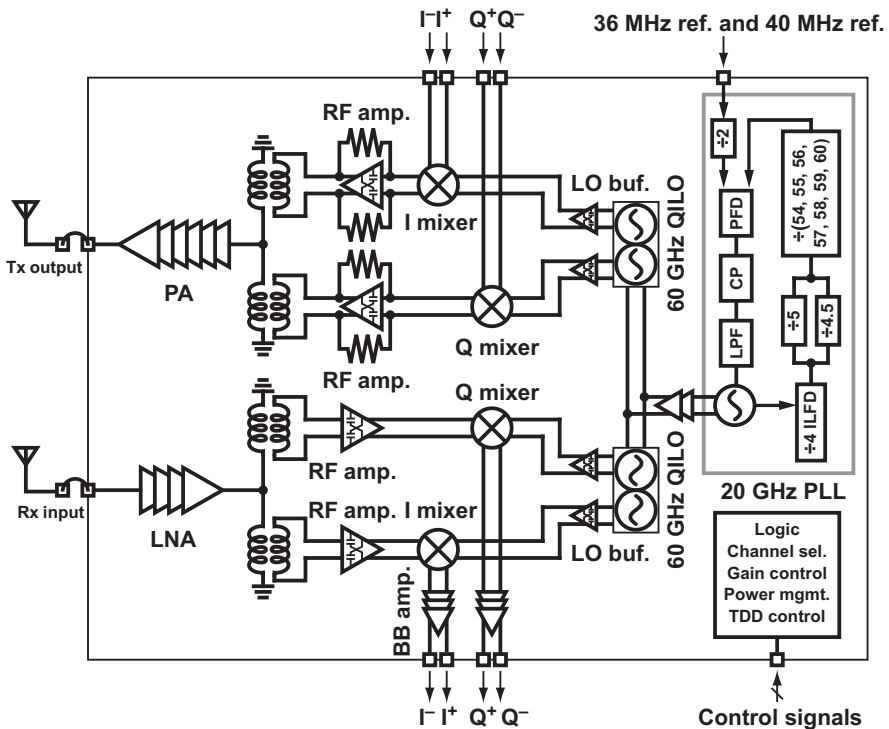 I⁻ I⁺ Q⁺ Q⁻
36 MHz ref. and 40 MHz ref.
RF amp.
I mixer
LO buf.
60 GHz QILO
÷2
PFD
CP
LPF
÷(54, 55, 56,
57, 58, 59, 60)
÷5
÷4.5
÷4 ILFD
20 GHz PLL
Tx output
PA
Q mixer
RF amp.
Q mixer
RF amp.
Rx input
LNA
RF amp.
I mixer
LO buf.
60 GHz QILO
BB amp.
Logic
Channel sel.
Gain control
Power mgmt.
TDD control
I⁻ I⁺ Q⁺ Q⁻
Control signals